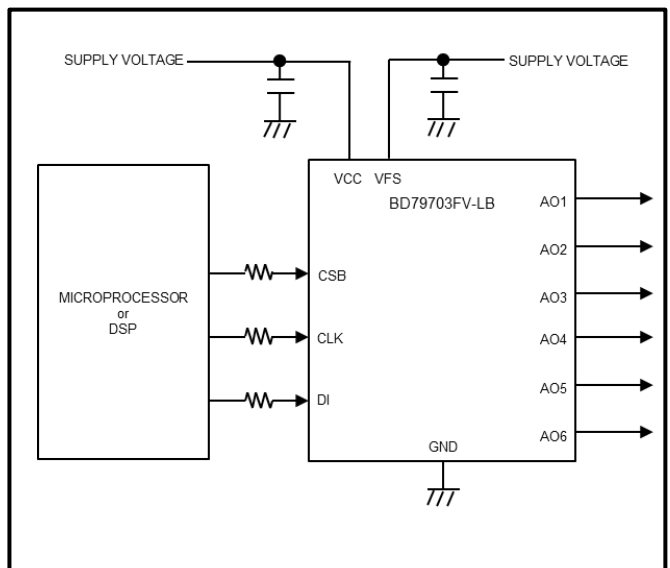 SUPPLY VOLTAGE
SUPPLY VOLTAGE
VCC
VFS
BD79703FV-LB
AO1
AO2
CSB
MICROPROCESSOR
or
DSP
AO3
CLK
AO4
DI
AO5
AO6
GND